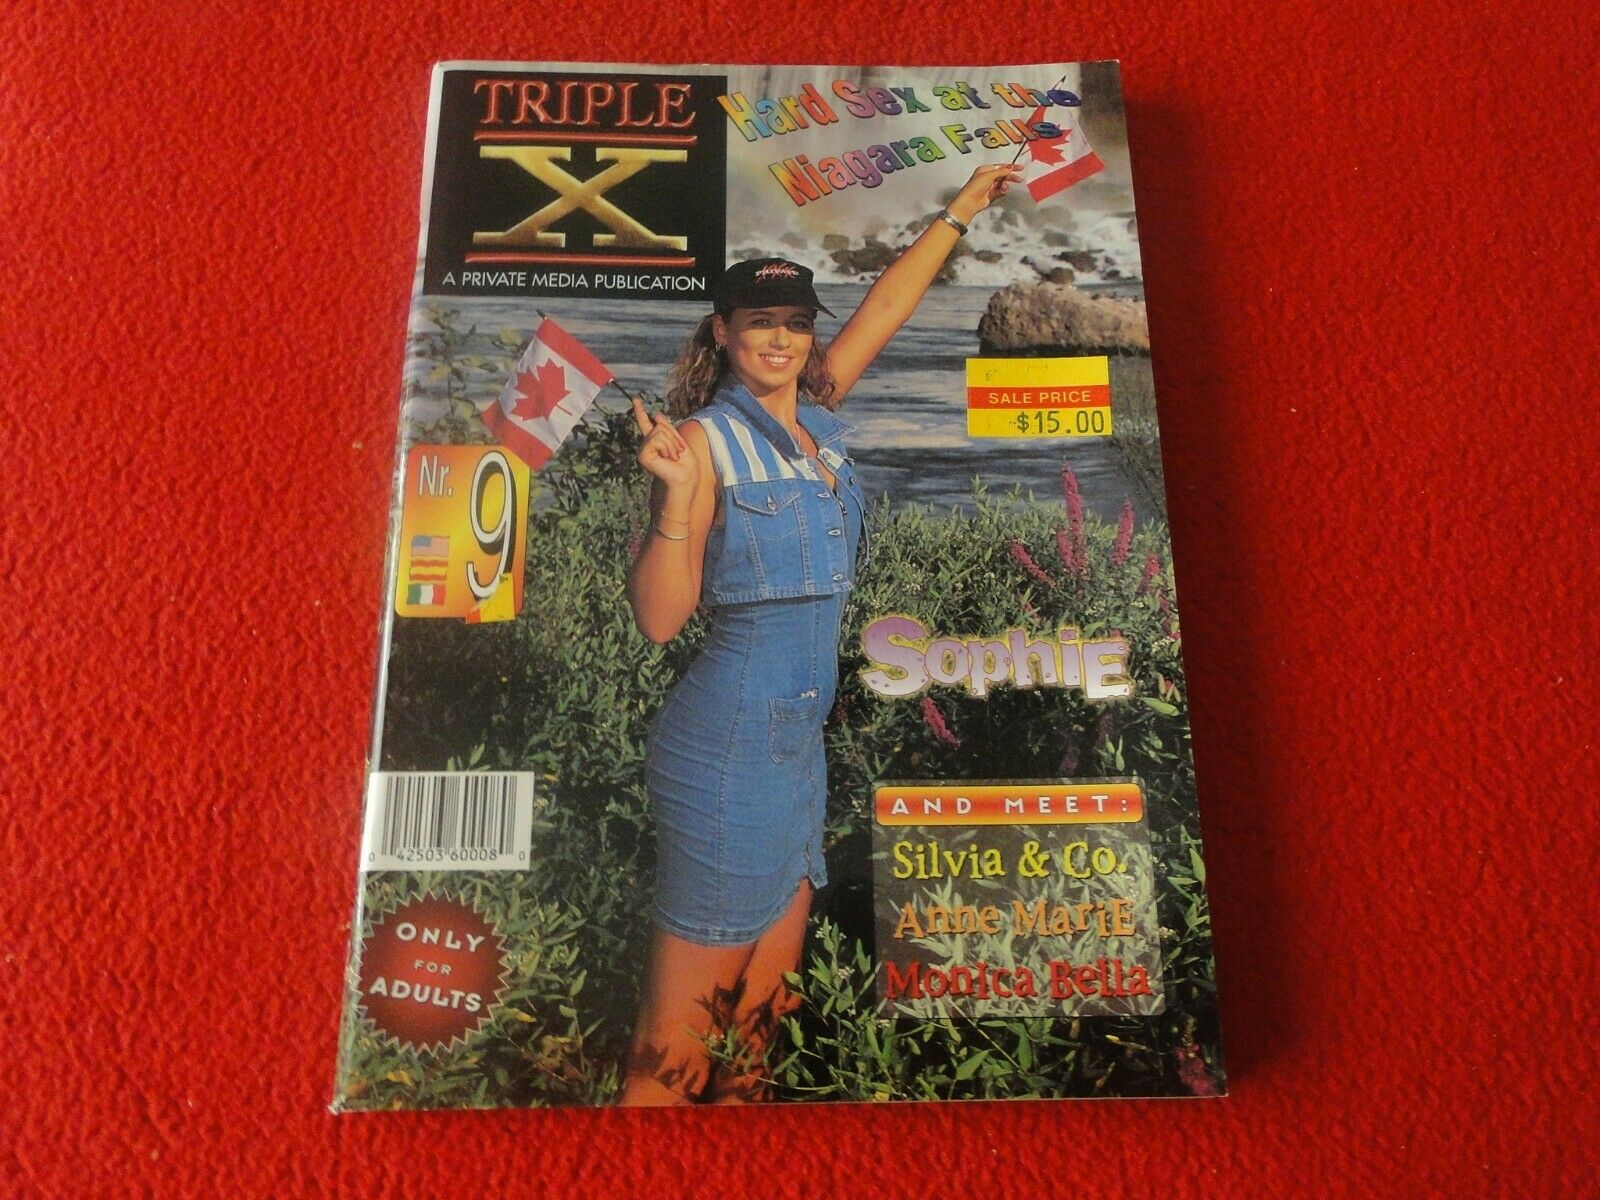 TRIPLE
X
A PRIVATE MEDIA PUBLICATION
Hard Sex at the
Niagara Falls
PRIVATE
SALE PRICE
$15.00
Nr. 9
SophiE
AND MEET:
Silvia & Co.
Anne MariE
MonIca Bella
0 42503 60008 0
ONLY
FOR
ADULTS